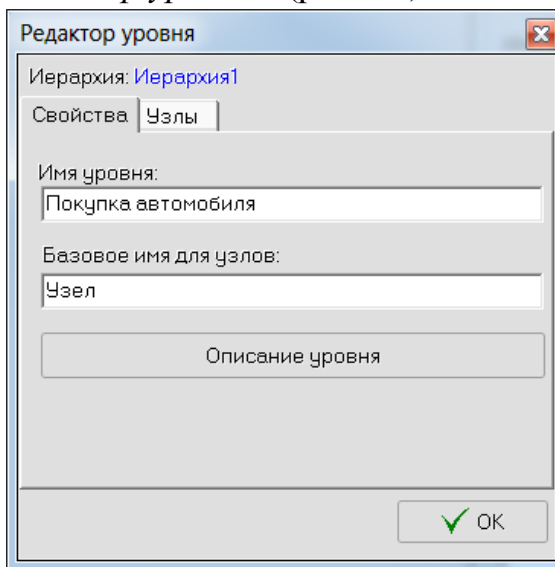 Редактор уровня
Иерархия: Иерархия1
Свойства Узлы
Имя уровня:
Покупка автомобиля
Базовое имя для узлов:
Узел
Описание уровня
OK